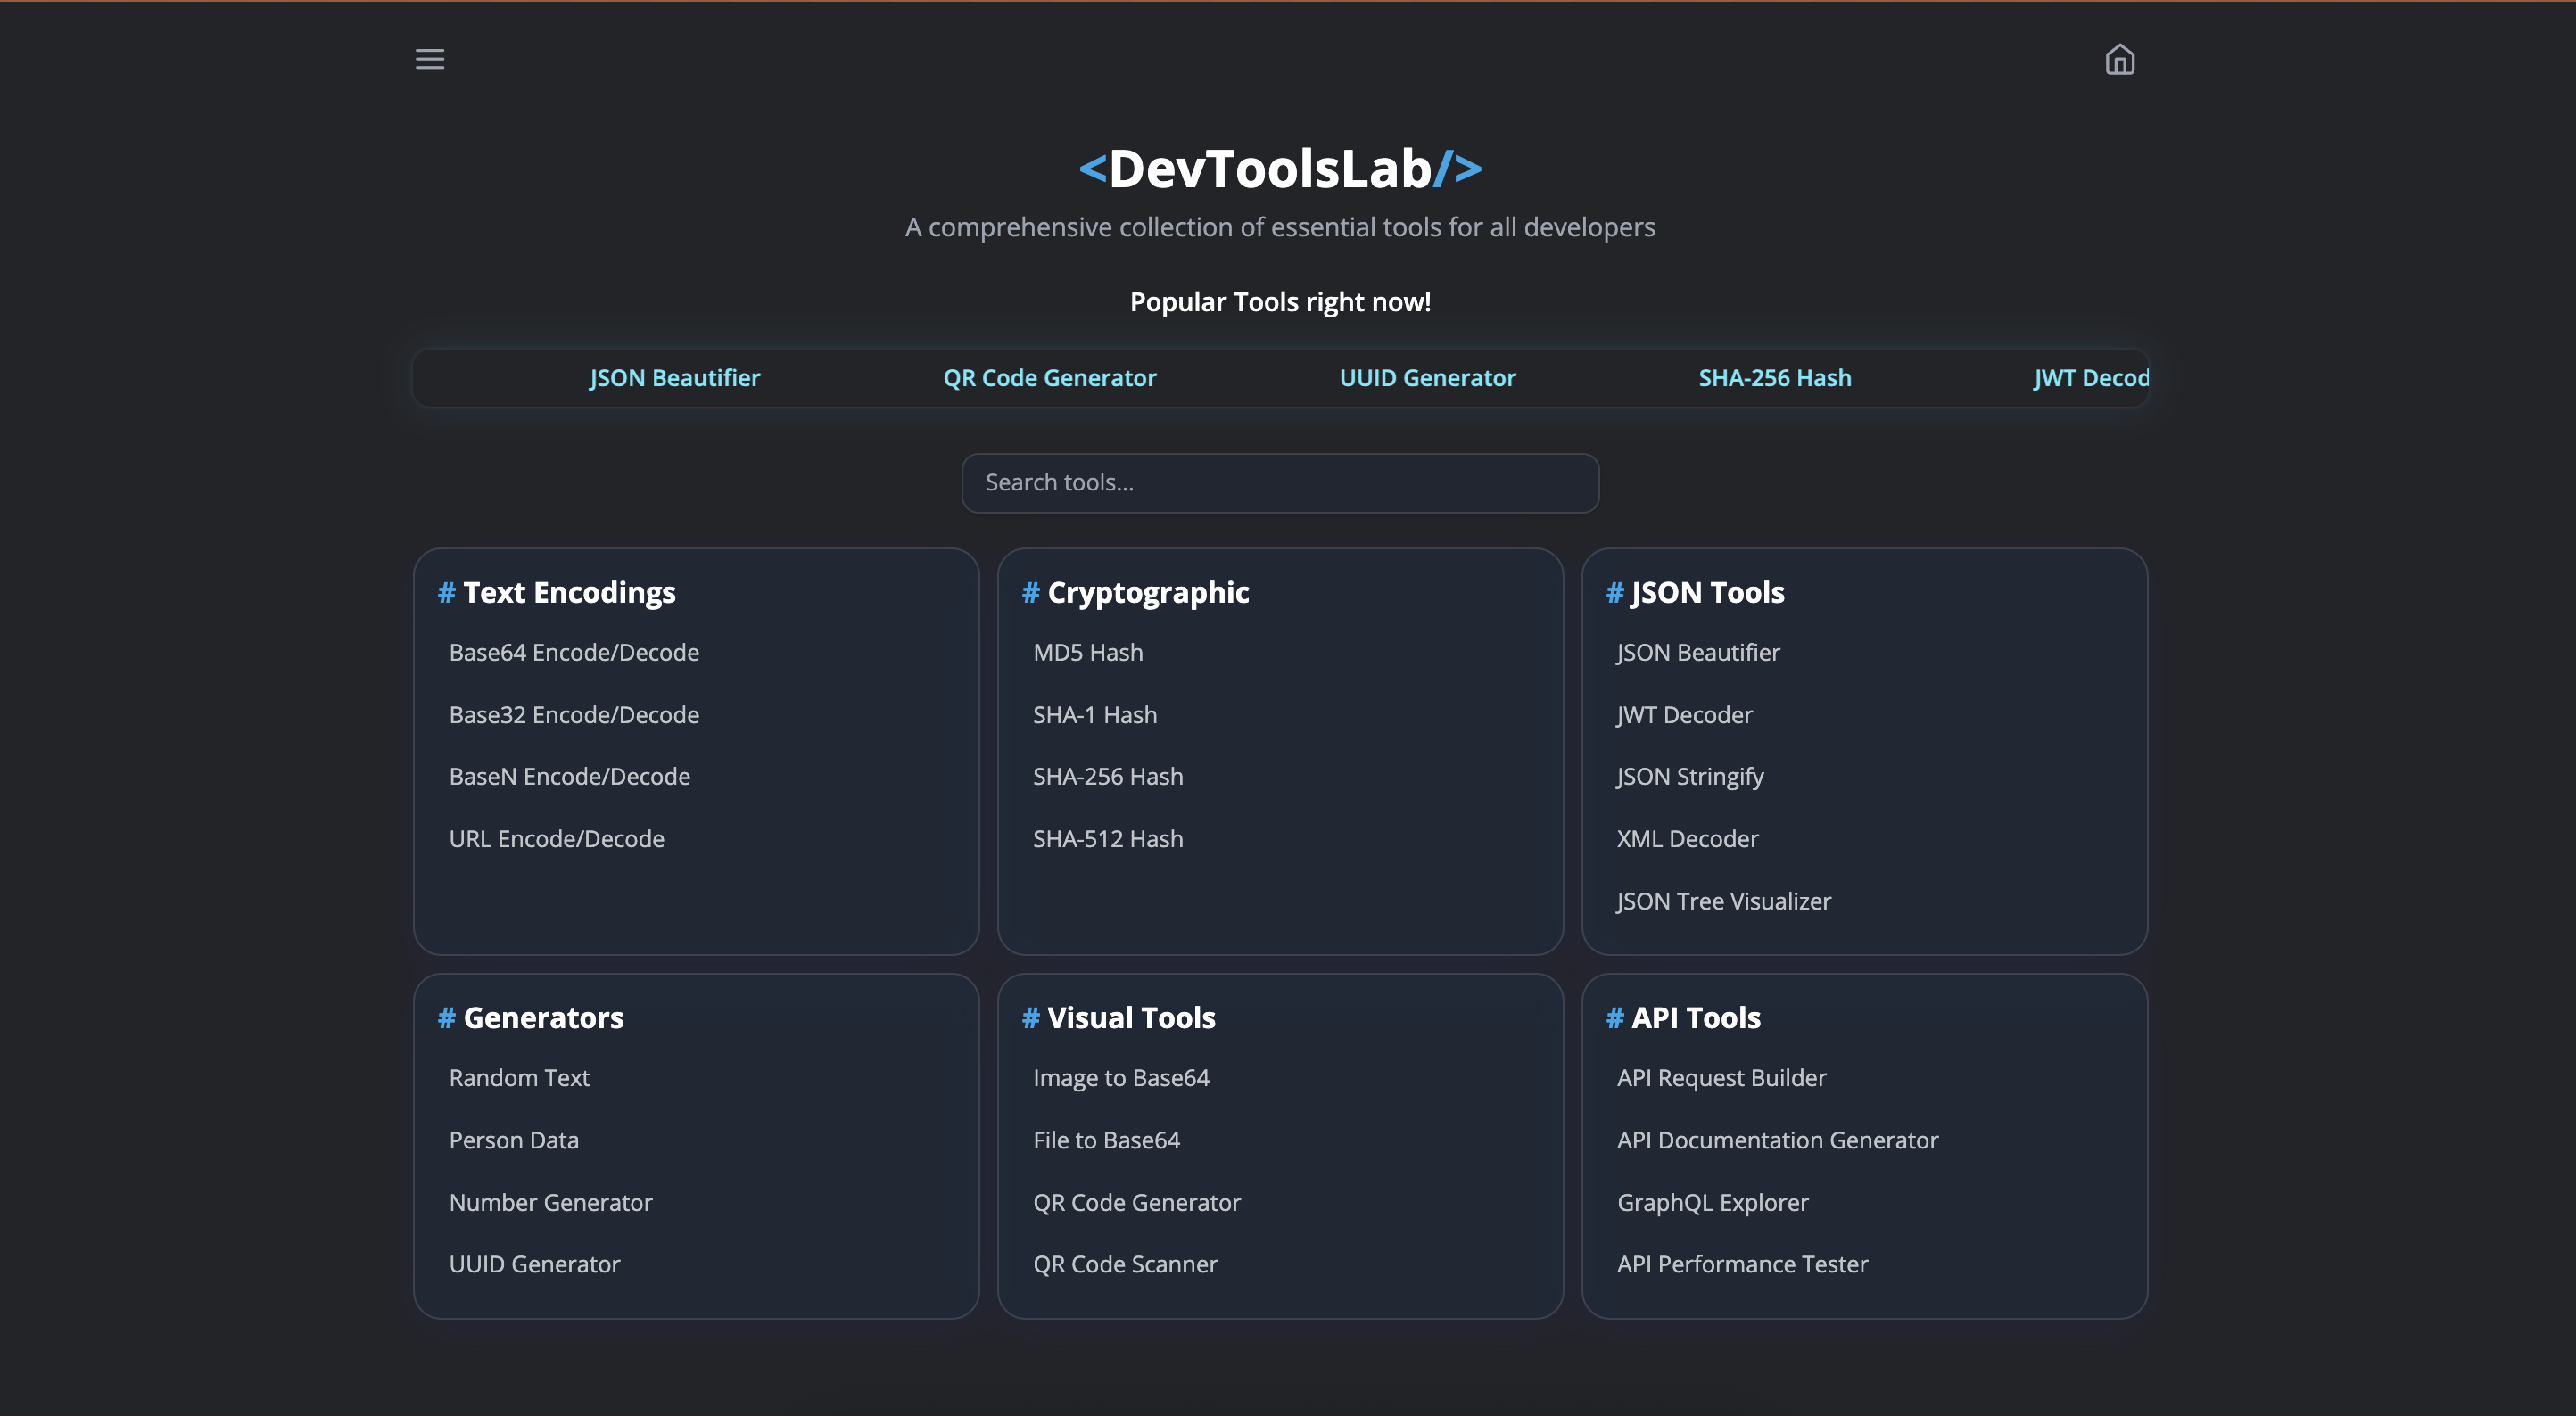 <DevToolsLab/>
A comprehensive collection of essential tools for all developers
Popular Tools right now!
JSON Beautifier QR Code Generator UUID Generator SHA-256 Hash JWT Decod
Search tools...
# Text Encodings
Base64 Encode/Decode
Base32 Encode/Decode
BaseN Encode/Decode
URL Encode/Decode
# Cryptographic
MD5 Hash
SHA-1 Hash
SHA-256 Hash
SHA-512 Hash
# JSON Tools
JSON Beautifier
JWT Decoder
JSON Stringify
XML Decoder
JSON Tree Visualizer
# Generators
Random Text
Person Data
Number Generator
UUID Generator
# Visual Tools
Image to Base64
File to Base64
QR Code Generator
QR Code Scanner
# API Tools
API Request Builder
API Documentation Generator
GraphQL Explorer
API Performance Tester